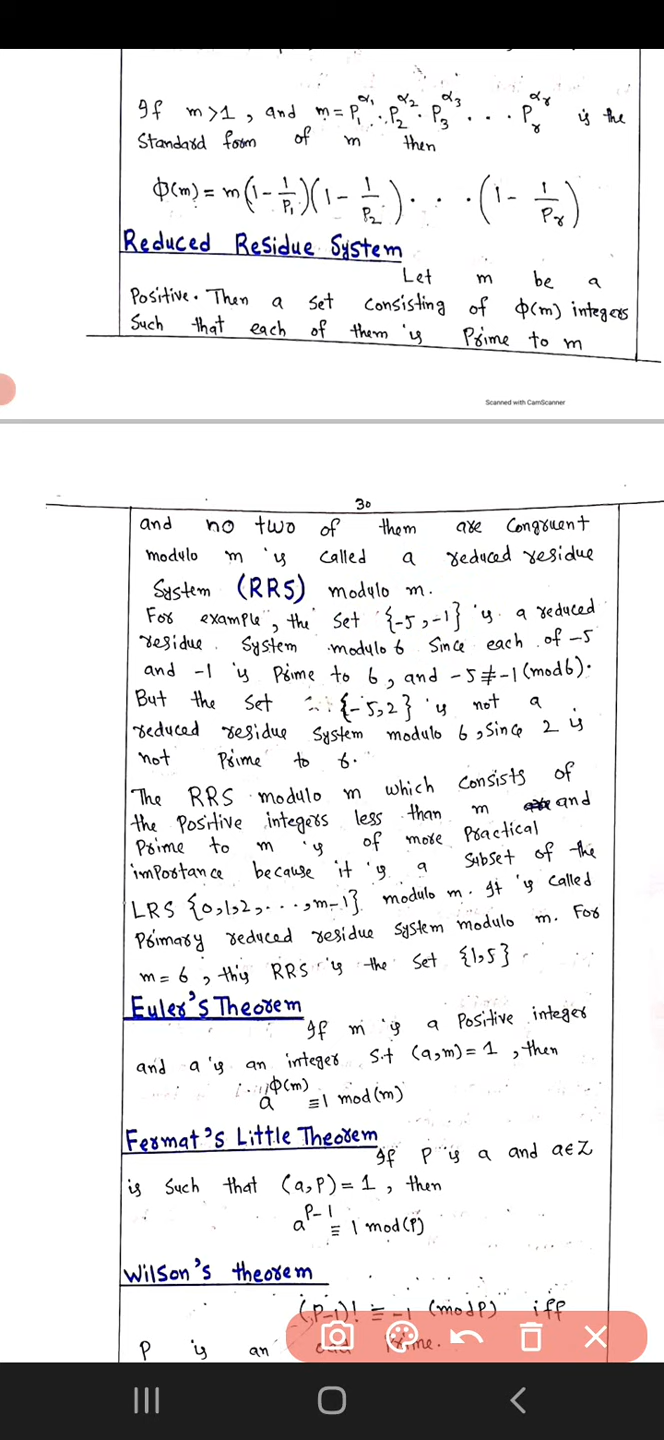 If m>1, and m = P₁^α₁ · P₂^α₂ · P₃^α₃ . . . Pᵣ^αᵣ is the
Standard form of m then
Φ(m) = m(1 - 1/P₁)(1 - 1/P₂) . . . (1 - 1/Pᵣ)
Reduced Residue System
Let m be a
Positive. Then a set consisting of Φ(m) integers
Such that each of them is Prime to m
Scanned with CamScanner
30
and no two of them are Congruent
modulo m is called a reduced residue
System (RRS) modulo m.
For example, the Set {-5,-1} is a reduced
residue System modulo 6 Since each of -5
and -1 is Prime to 6, and -5 ≢ -1 (mod 6).
But the set {-5,2} is not a
reduced residue System modulo 6, Since 2 is
not Prime to 6.
The RRS modulo m which consists of
the Positive integers less than m and
Prime to m is of more Practical
importance because it is a Subset of the
LRS {0,1,2,...,m-1} modulo m. It is called
Primary reduced residue system modulo m. For
m = 6, this RRS is the Set {1,5}.
Euler's Theorem
If m is a Positive integer
and a is an integer S.t (a,m) = 1, then
a^Φ(m) ≡ 1 mod(m)
Fermat's Little Theorem
If P is a and a∈Z
is Such that (a,P) = 1, then
a^P-1 ≡ 1 mod(P)
Wilson's theorem
(P-1)! ≡ -1 (mod P) iff
P is an odd Prime.